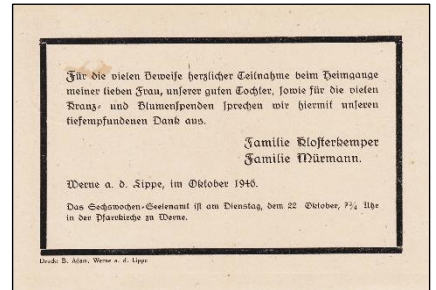 Für die vielen Beweise herzlicher Teilnahme beim Heimgange
meiner lieben Frau, unserer guten Tochter, sowie für die vielen
Kranz- und Blumenspenden sprechen wir hiermit unseren
tiefempfundenen Dank aus.
Familie Klosterkemper
Familie Mürmann.
Werne a. d. Lippe, im Oktober 1946.
Das Sechswochen-Seelenamt ist am Dienstag, dem 22 Oktober, 7¾ Uhr
in der Pfarrkirche zu Werne.
Druck: B. Adam, Werne a. d. Lippe